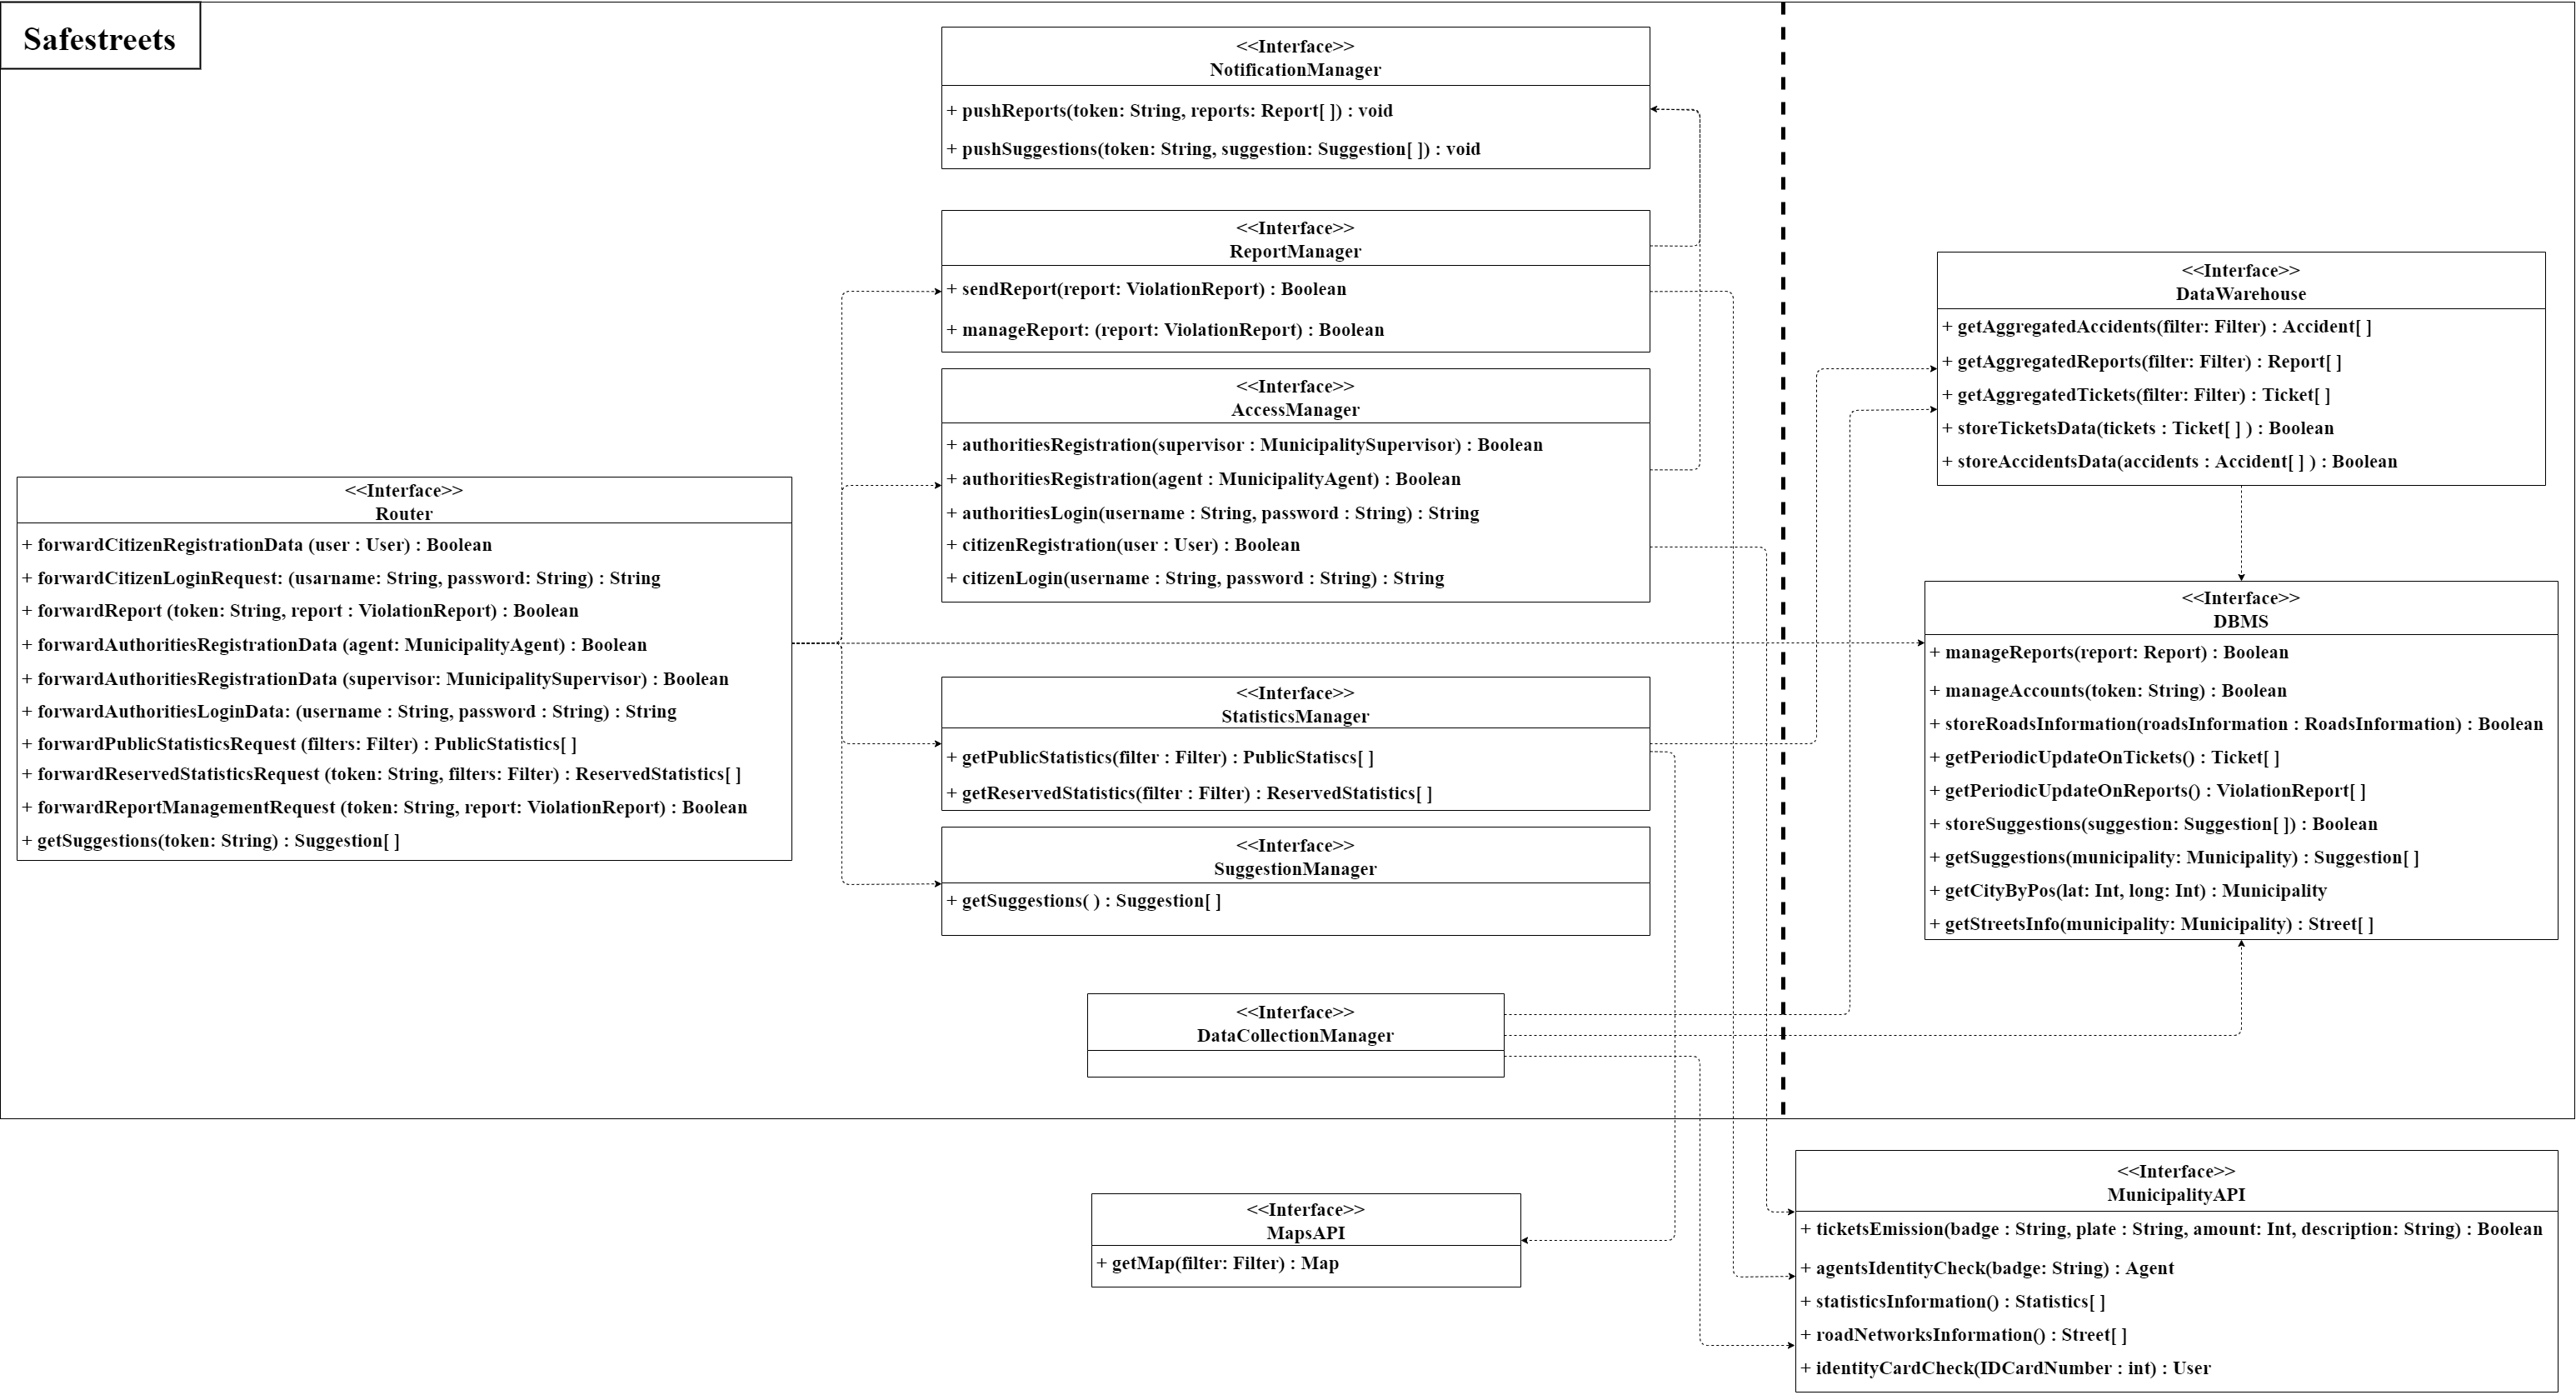 Safestreets
<<Interface>>
NotificationManager
+ pushReports(token: String, reports: Report[ ]) : void
+ pushSuggestions(token: String, suggestion: Suggestion[ ]) : void
<<Interface>>
ReportManager
+ sendReport(report: ViolationReport) : Boolean
+ manageReport: (report: ViolationReport) : Boolean
<<Interface>>
AccessManager
+ authoritiesRegistration(supervisor : MunicipalitySupervisor) : Boolean
+ authoritiesRegistration(agent : MunicipalityAgent) : Boolean
+ authoritiesLogin(username : String, password : String) : String
+ citizenRegistration(user : User) : Boolean
+ citizenLogin(username : String, password : String) : String
<<Interface>>
Router
+ forwardCitizenRegistrationData (user : User) : Boolean
+ forwardCitizenLoginRequest: (usarname: String, password: String) : String
+ forwardReport (token: String, report : ViolationReport) : Boolean
+ forwardAuthoritiesRegistrationData (agent: MunicipalityAgent) : Boolean
+ forwardAuthoritiesRegistrationData (supervisor: MunicipalitySupervisor) : Boolean
+ forwardAuthoritiesLoginData: (username : String, password : String) : String
+ forwardPublicStatisticsRequest (filters: Filter) : PublicStatistics[ ]
+ forwardReservedStatisticsRequest (token: String, filters: Filter) : ReservedStatistics[ ]
+ forwardReportManagementRequest (token: String, report: ViolationReport) : Boolean
+ getSuggestions(token: String) : Suggestion[ ]
<<Interface>>
StatisticsManager
+ getPublicStatistics(filter : Filter) : PublicStatiscs[ ]
+ getReservedStatistics(filter : Filter) : ReservedStatistics[ ]
<<Interface>>
SuggestionManager
+ getSuggestions( ) : Suggestion[ ]
<<Interface>>
DataCollectionManager
<<Interface>>
DataWarehouse
+ getAggregatedAccidents(filter: Filter) : Accident[ ]
+ getAggregatedReports(filter: Filter) : Report[ ]
+ getAggregatedTickets(filter: Filter) : Ticket[ ]
+ storeTicketsData(tickets : Ticket[ ] ) : Boolean
+ storeAccidentsData(accidents : Accident[ ] ) : Boolean
<<Interface>>
DBMS
+ manageReports(report: Report) : Boolean
+ manageAccounts(token: String) : Boolean
+ storeRoadsInformation(roadsInformation : RoadsInformation) : Boolean
+ getPeriodicUpdateOnTickets() : Ticket[ ]
+ getPeriodicUpdateOnReports() : ViolationReport[ ]
+ storeSuggestions(suggestion: Suggestion[ ]) : Boolean
+ getSuggestions(municipality: Municipality) : Suggestion[ ]
+ getCityByPos(lat: Int, long: Int) : Municipality
+ getStreetsInfo(municipality: Municipality) : Street[ ]
<<Interface>>
MapsAPI
+ getMap(filter: Filter) : Map
<<Interface>>
MunicipalityAPI
+ ticketsEmission(badge : String, plate : String, amount: Int, description: String) : Boolean
+ agentsIdentityCheck(badge: String) : Agent
+ statisticsInformation() : Statistics[ ]
+ roadNetworksInformation() : Street[ ]
+ identityCardCheck(IDCardNumber : int) : User